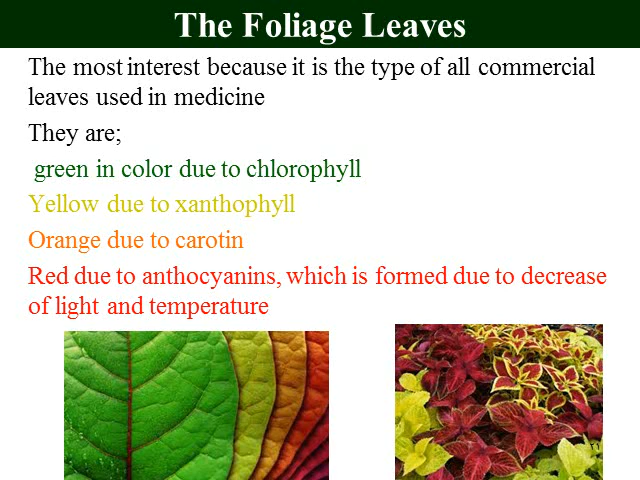 The Foliage Leaves
The most interest because it is the type of all commercial
leaves used in medicine
They are;
green in color due to chlorophyll
Yellow due to xanthophyll
Orange due to carotin
Red due to anthocyanins, which is formed due to decrease
of light and temperature